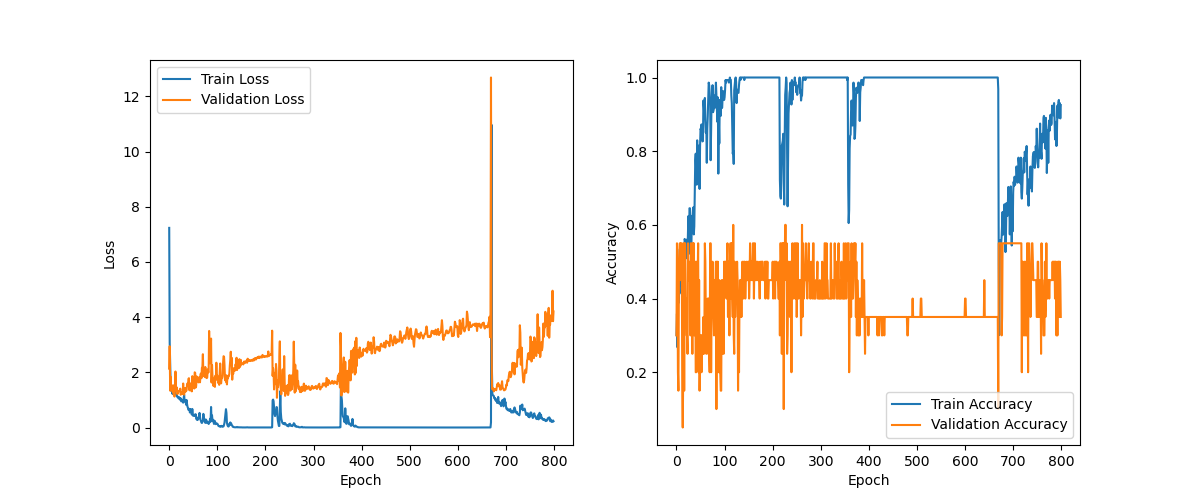 Train Loss
Validation Loss
12
10
8
6
4
2
0
Loss
0 100 200 300 400 500 600 700 800
Epoch
1.0
0.8
0.6
0.4
0.2
Accuracy
Train Accuracy
Validation Accuracy
0 100 200 300 400 500 600 700 800
Epoch